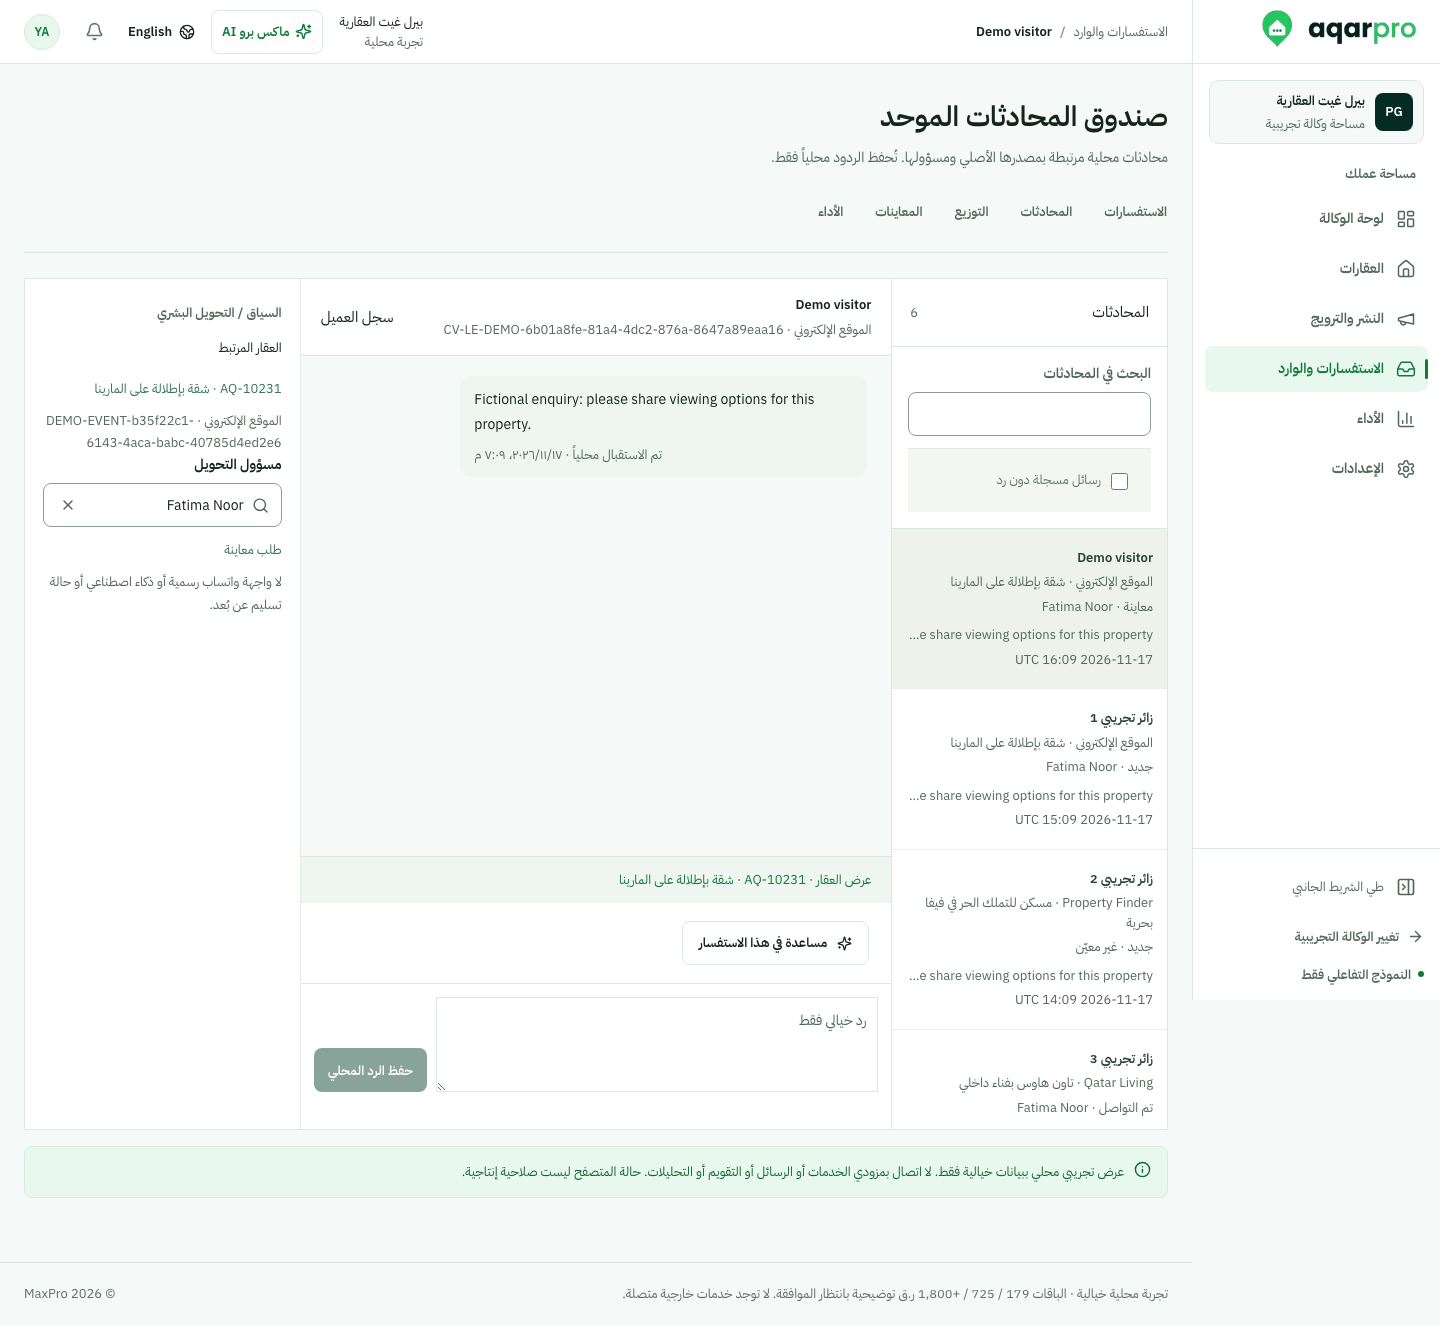 aqarpro
الاستفسارات والوارد / Demo visitor
بيرل غيت العقارية
تجربة محلية
ماكس برو AI
English
YA
PG
بيرل غيت العقارية
مساحة وكالة تجريبية
مساحة عملك
لوحة الوكالة
العقارات
النشر والترويج
الاستفسارات والوارد
الأداء
الإعدادات
طي الشريط الجانبي
تغيير الوكالة التجريبية
النموذج التفاعلي فقط
صندوق المحادثات الموحد
محادثات محلية مرتبطة بمصدرها الأصلي ومسؤولها. تُحفظ الردود محلياً فقط.
الاستفسارات
المحادثات
التوزيع
المعاينات
الأداء
المحادثات
6
البحث في المحادثات
رسائل مسجلة دون رد
Demo visitor
الموقع الإلكتروني · شقة بإطلالة على المارينا
معاينة · Fatima Noor
...e share viewing options for this property
UTC 16:09 2026-11-17
زائر تجريبي 1
الموقع الإلكتروني · شقة بإطلالة على المارينا
جديد · Fatima Noor
...e share viewing options for this property
UTC 15:09 2026-11-17
زائر تجريبي 2
Property Finder · مسكن للتملك الحر في فيفا
بحرية
جديد · غير معيّن
...e share viewing options for this property
UTC 14:09 2026-11-17
زائر تجريبي 3
Qatar Living · تاون هاوس بفناء داخلي
تم التواصل · Fatima Noor
Demo visitor
الموقع الإلكتروني · CV-LE-DEMO-6b01a8fe-81a4-4dc2-876a-8647a89eaa16
سجل العميل
Fictional enquiry: please share viewing options for this
property.
تم الاستقبال محلياً · ٢٠٢٦/١١/١٧، ٧:٠٩ م
عرض العقار · AQ-10231 · شقة بإطلالة على المارينا
مساعدة في هذا الاستفسار
رد خيالي فقط
حفظ الرد المحلي
السياق / التحويل البشري
العقار المرتبط
AQ-10231 · شقة بإطلالة على المارينا
الموقع الإلكتروني · DEMO-EVENT-b35f22c1-
6143-4aca-babc-40785d4ed2e6
مسؤول التحويل
Fatima Noor
طلب معاينة
لا واجهة واتساب رسمية أو ذكاء اصطناعي أو حالة
تسليم عن بُعد.
عرض تجريبي محلي ببيانات خيالية فقط. لا اتصال بمزودي الخدمات أو الرسائل أو التقويم أو التحليلات. حالة المتصفح ليست صلاحية إنتاجية.
تجربة محلية خيالية · الباقات 179 / 725 / +1,800 ر.ق توضيحية بانتظار الموافقة. لا توجد خدمات خارجية متصلة.
MaxPro 2026 ©